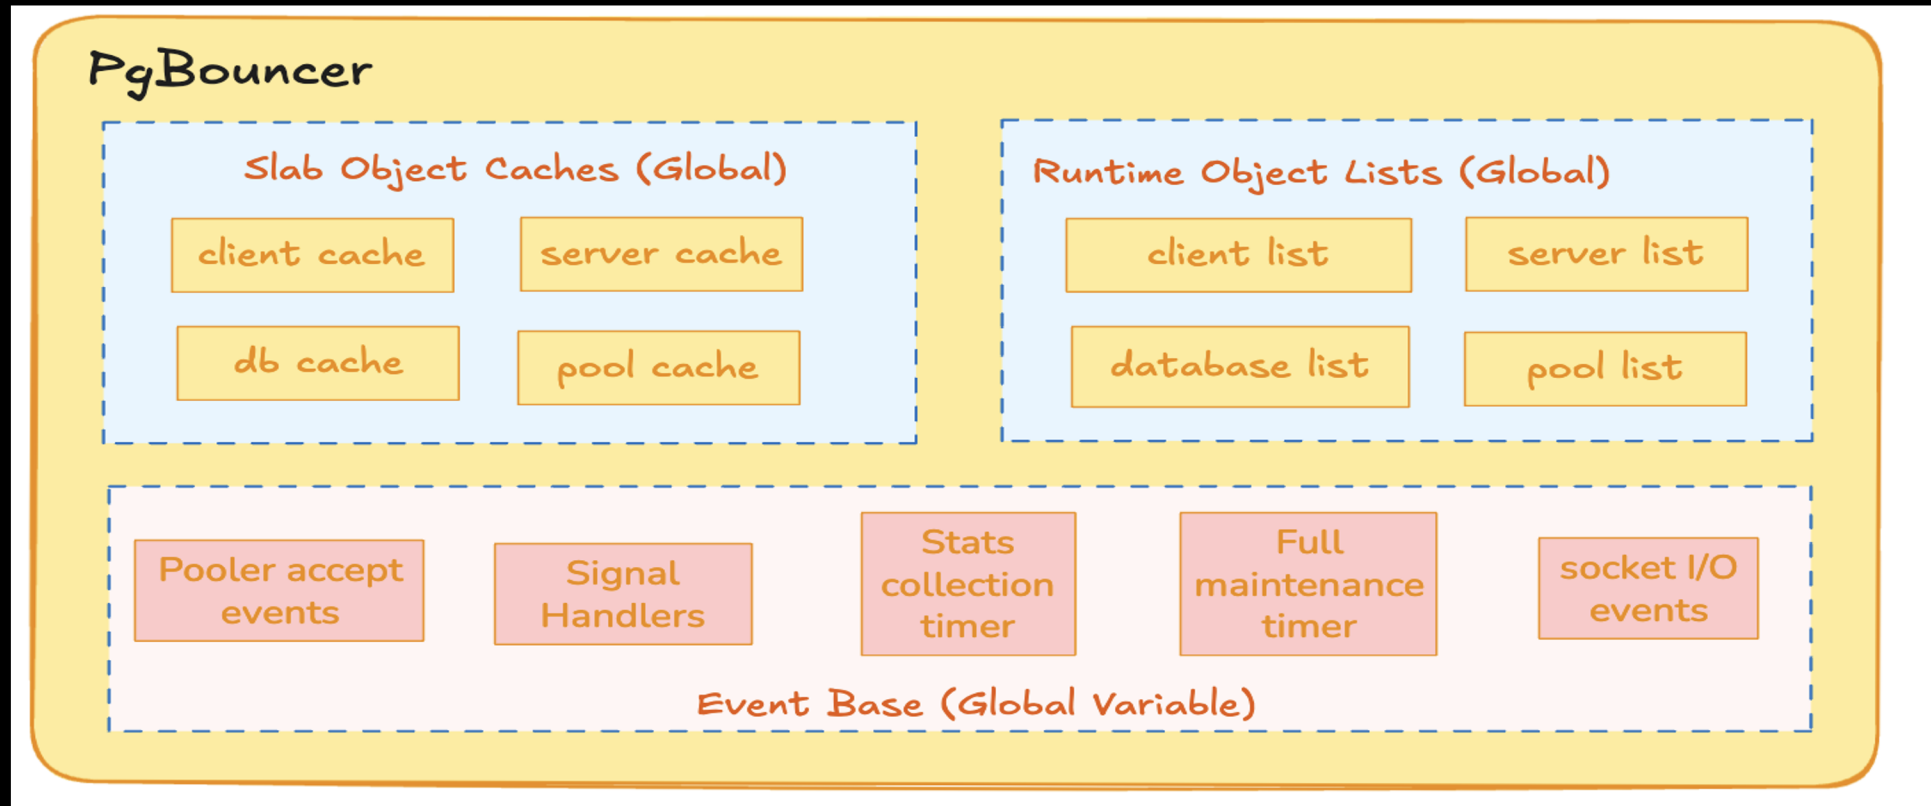 PgBouncer
Slab Object Caches (Global)
client cache
server cache
db cache
pool cache
Runtime Object Lists (Global)
client list
server list
database list
pool list
Pooler accept
events
Signal
Handlers
Stats
collection
timer
Full
maintenance
timer
socket I/O
events
Event Base (Global Variable)